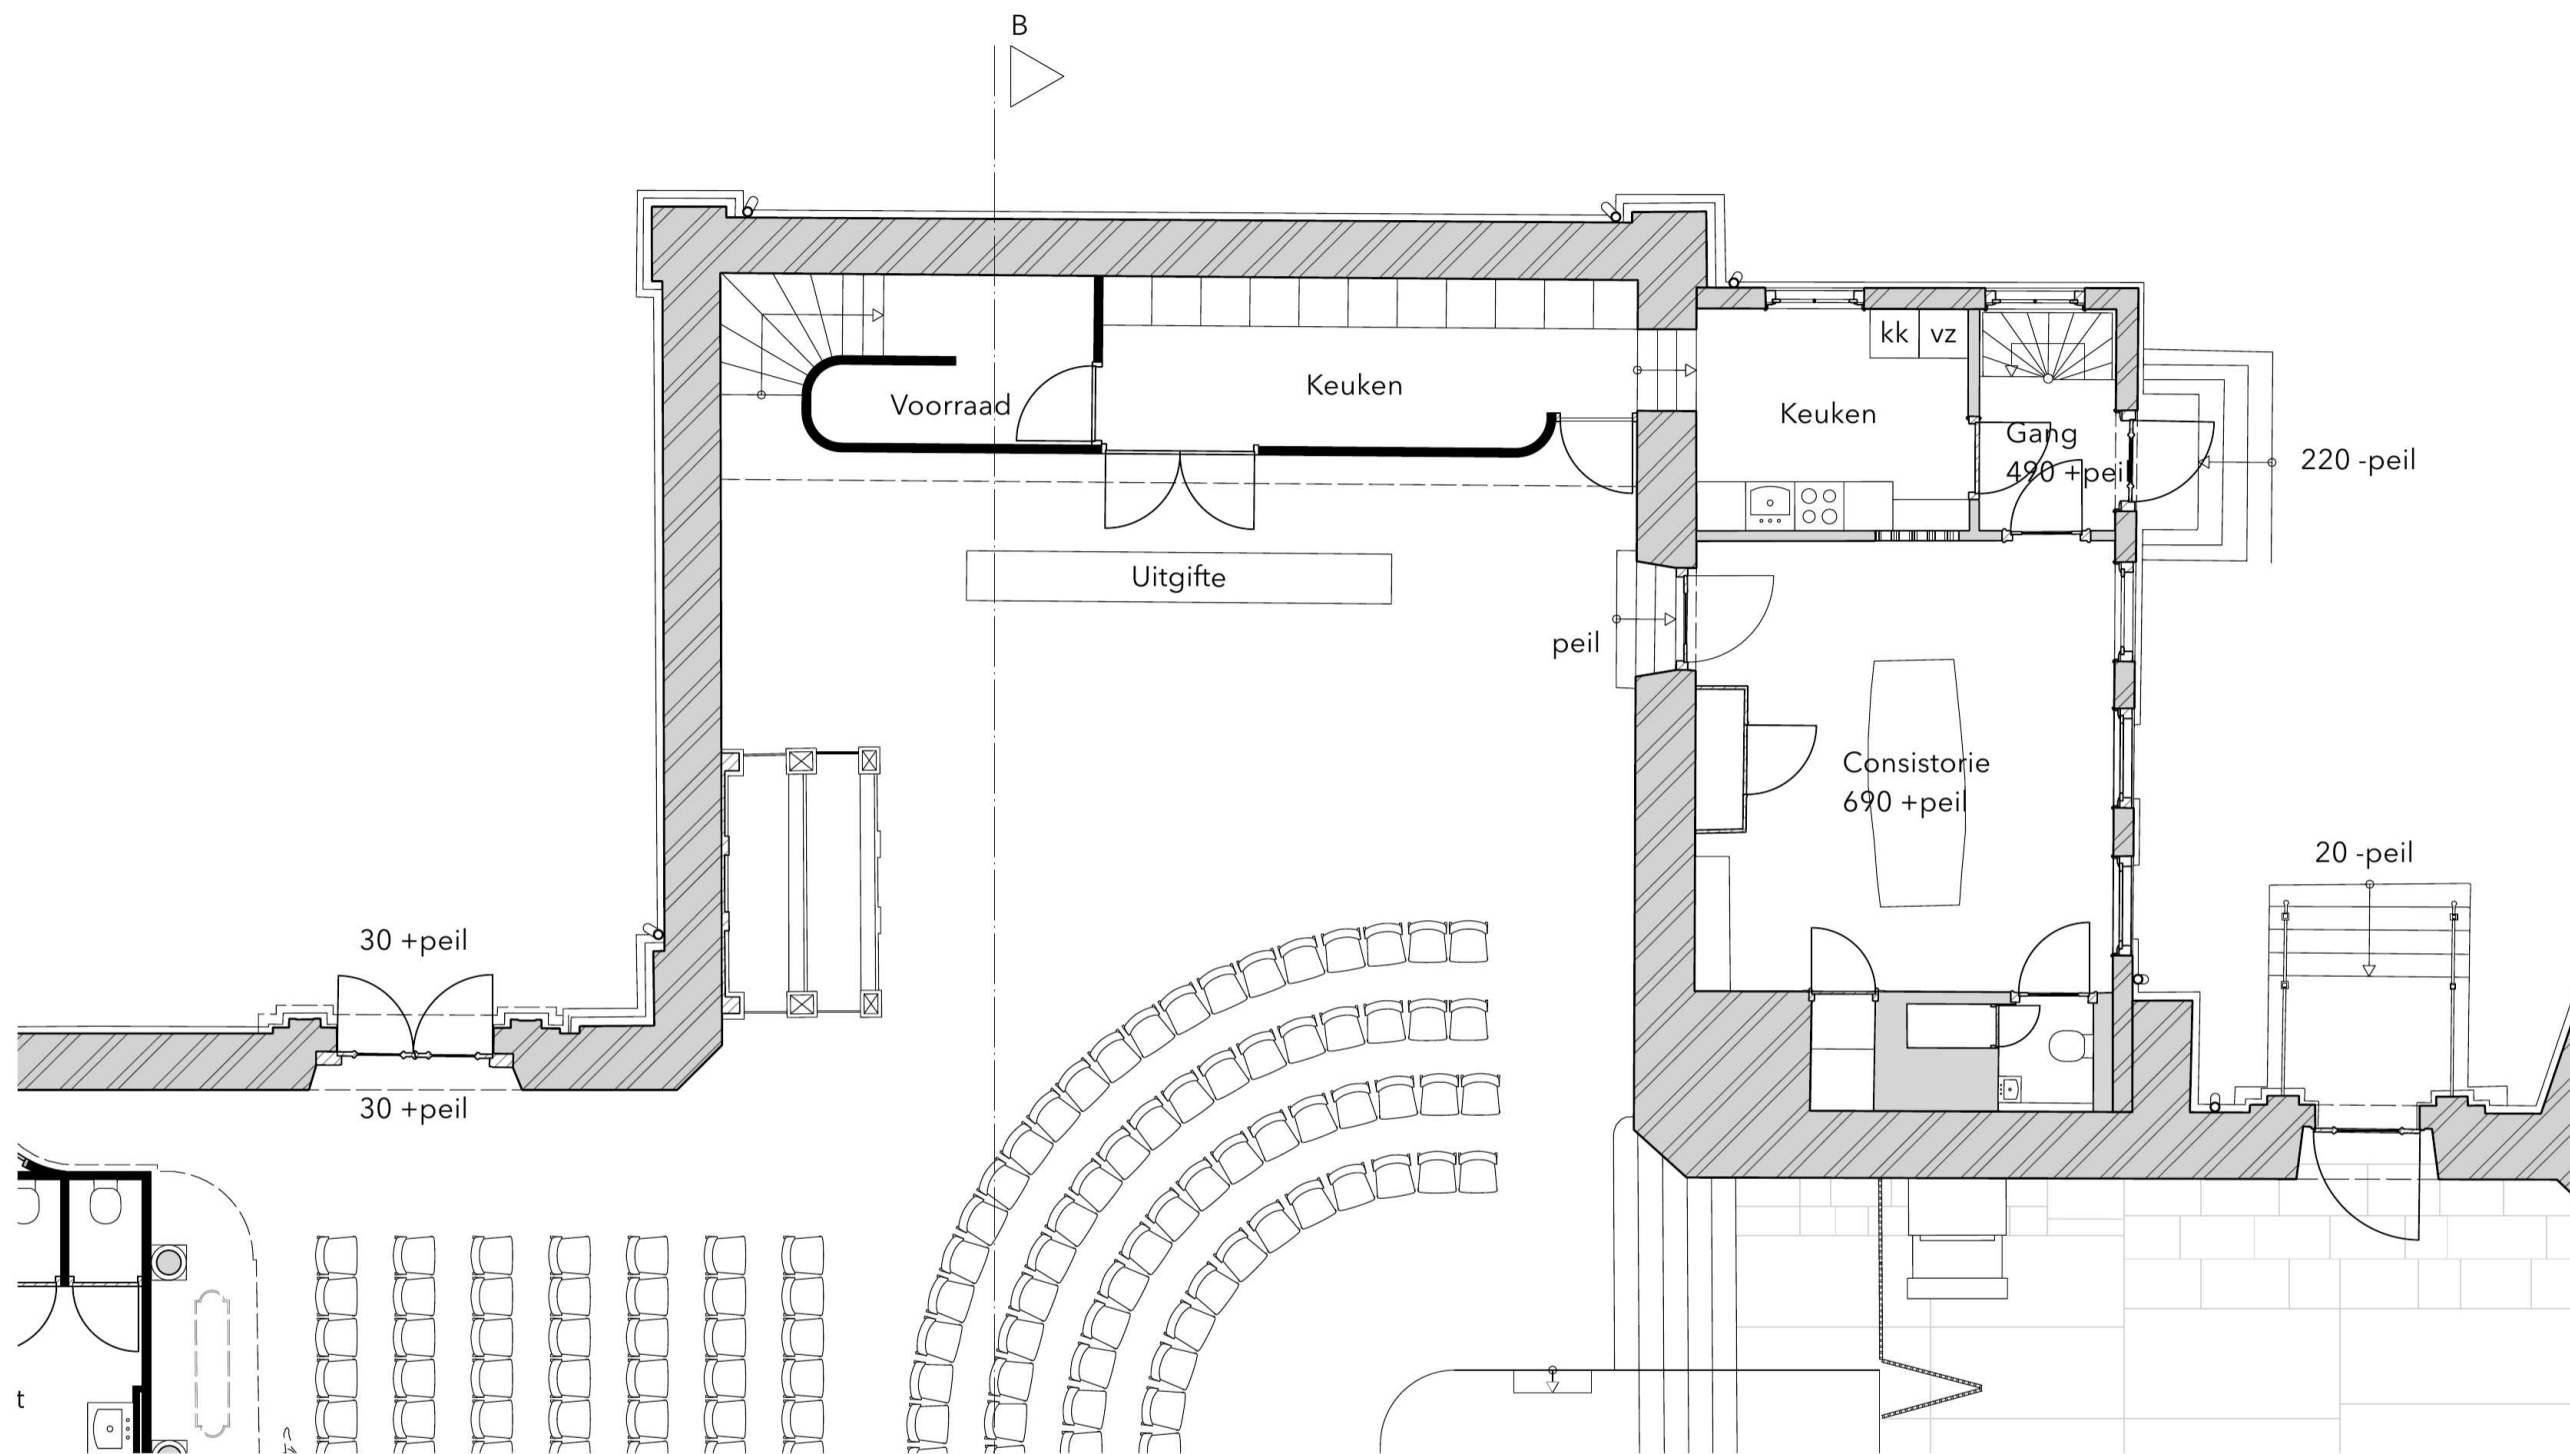 B
kk vz
Voorraad
Keuken
Keuken
Gang
490 +peil
220 -peil
Uitgifte
peil
Consistorie
690 +peil
20 -peil
30 +peil
30 +peil
t